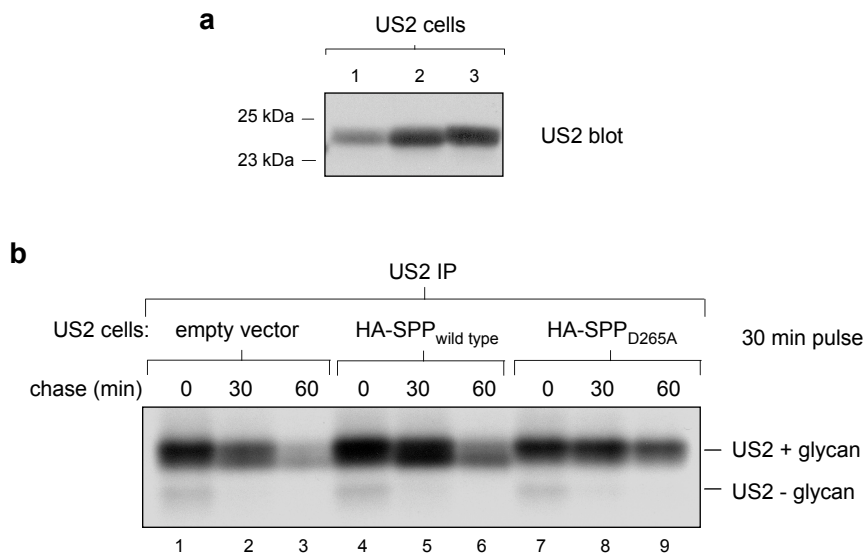 a
US2 cells
1 2 3
25 kDa
23 kDa
US2 blot
b
US2 IP
US2 cells: empty vector HA-SPPwild type HA-SPPD265A 30 min pulse
chase (min) 0 30 60 0 30 60 0 30 60
US2 + glycan
US2 - glycan
1 2 3 4 5 6 7 8 9